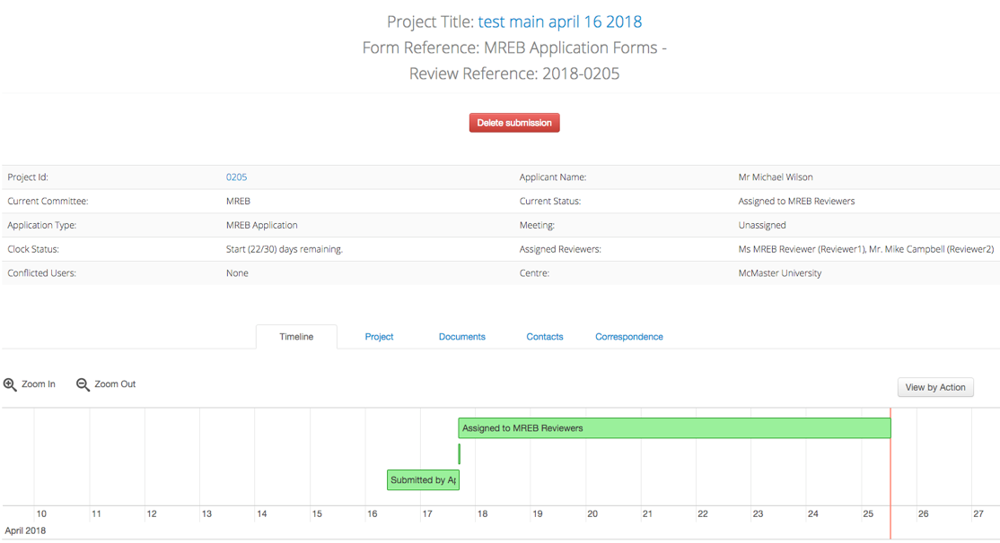 Project Title: test main april 16 2018
Form Reference: MREB Application Forms -
Review Reference: 2018-0205
Delete submission
Project Id: 0205 Applicant Name: Mr Michael Wilson
Current Committee: MREB Current Status: Assigned to MREB Reviewers
Application Type: MREB Application Meeting: Unassigned
Clock Status: Start (22/30) days remaining. Assigned Reviewers: Ms MREB Reviewer (Reviewer1), Mr. Mike Campbell (Reviewer2)
Conflicted Users: None Centre: McMaster University
Timeline Project Documents Contacts Correspondence
Zoom In Zoom Out View by Action
Assigned to MREB Reviewers
Submitted by Ap
10 11 12 13 14 15 16 17 18 19 20 21 22 23 24 25 26 27
April 2018